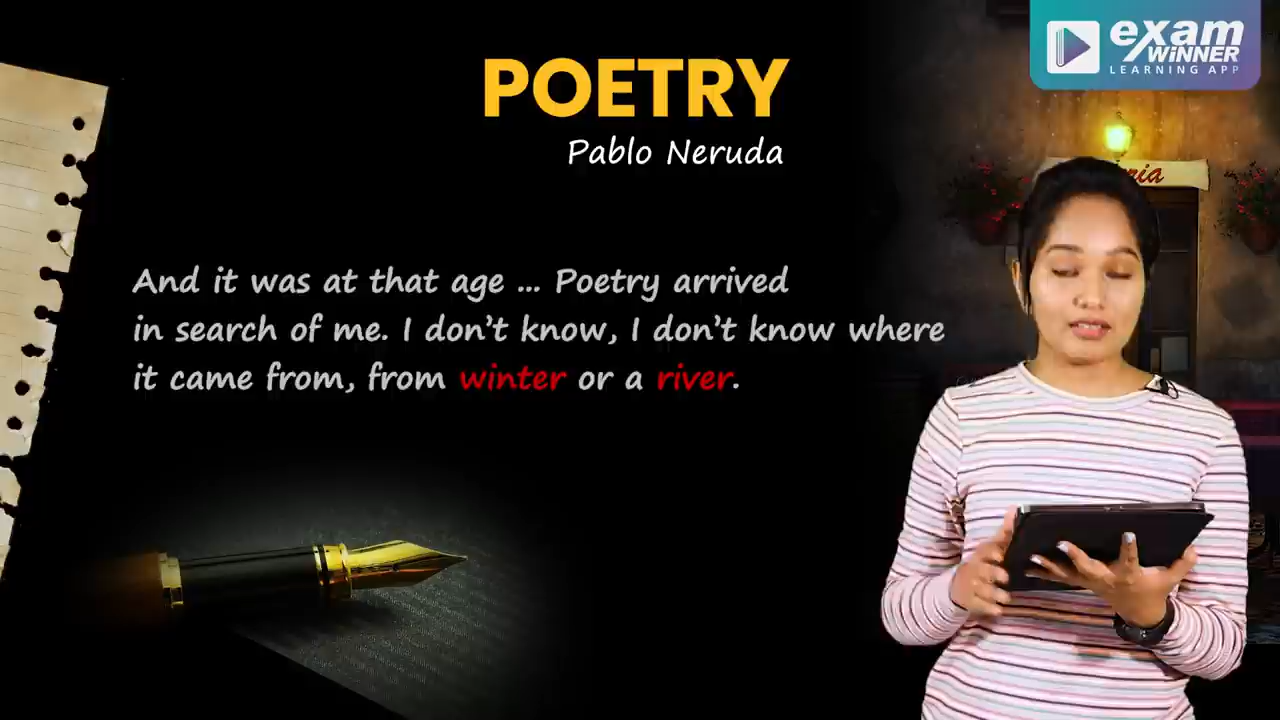 exam
WiNNER
LEARNING APP
POETRY
Pablo Neruda
And it was at that age ... Poetry arrived
in search of me. I don't know, I don't know where
it came from, from winter or a river.